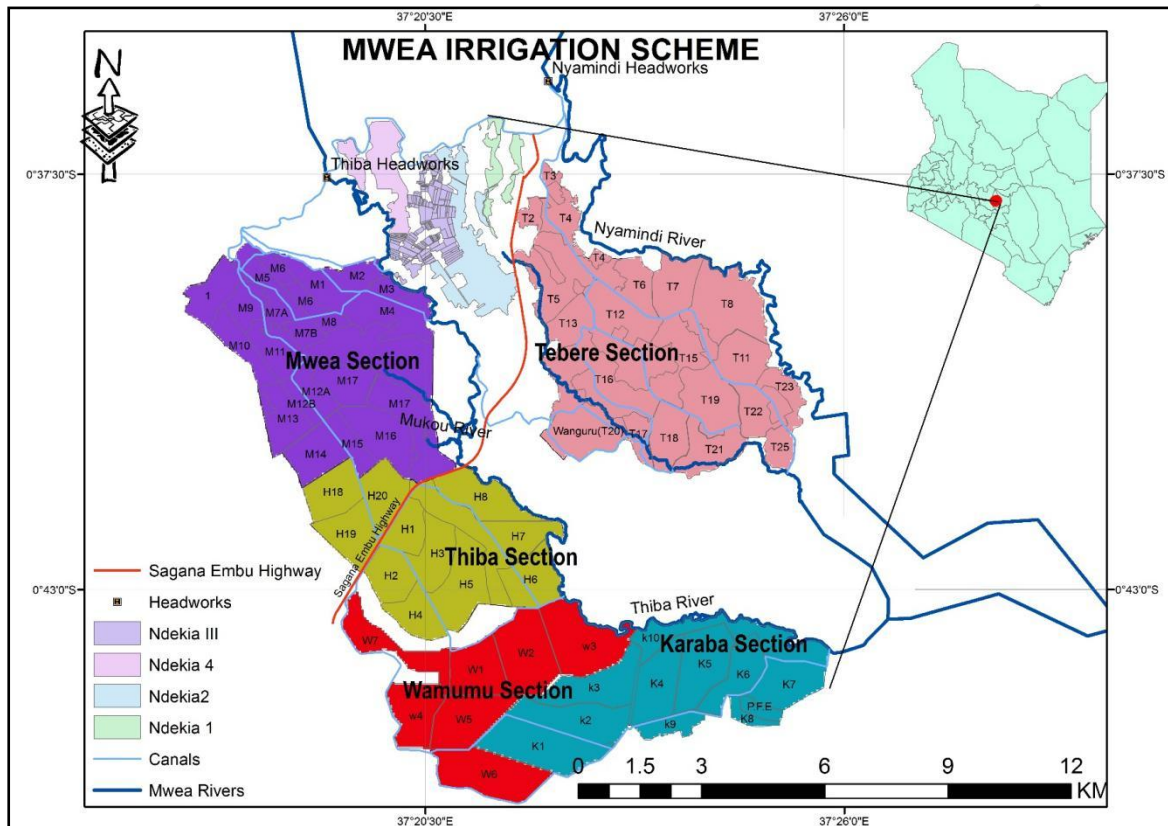 37°20'30"E
37°26'0"E
MWEA IRRIGATION SCHEME
N
Nyamindi Headworks
Thiba Headworks
0°37'30"S
0°37'30"S
T3
T2
T4
Nyamindi River
T4
M6
M5
M1
M2
M3
T6
T7
T8
1
M9
M6
M4
T5
M7A
M8
T13
T12
M7B
M10
M11
Mwea Section
Tebere Section
T15
T11
M17
T16
M12A
M12B
M17
T19
T23
M13
Mukou River
T22
Wanguru(T20)
T17
M16
T18
M15
T21
T25
M14
H18
H20
H8
H19
H1
H7
Sagana Embu Highway
H3
Thiba Section
H2
H5
H6
H4
Sagana Embu Highway
0°43'0"S
0°43'0"S
Headworks
Thiba River
k10
Ndekia III
W7
W2
w3
Karaba Section
W1
K5
K6
Ndekia 4
Wamumu Section
k3
K4
K7
Ndekia2
P.F.E
w4
W5
k2
k9
K8
Ndekia 1
K1
Canals
W6
0
1.5
3
6
9
12
KM
Mwea Rivers
37°20'30"E
37°26'0"E